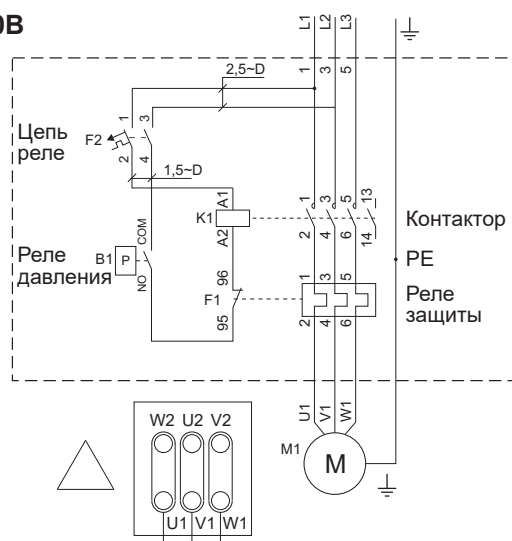 0В
L1 L2 L3
1 3 5
2,5~D
1 3
Цепь
реле
F2
2 4
1,5~D
A1
K1
A2
1 3 5 13
2 4 6 14
Контактор
PE
Реле
давления
B1 P
COM
NO
96
F1
95
1 3 5
2 4 6
Реле
защиты
U1 V1 W1
M1
M
W2 U2 V2
U1 V1 W1